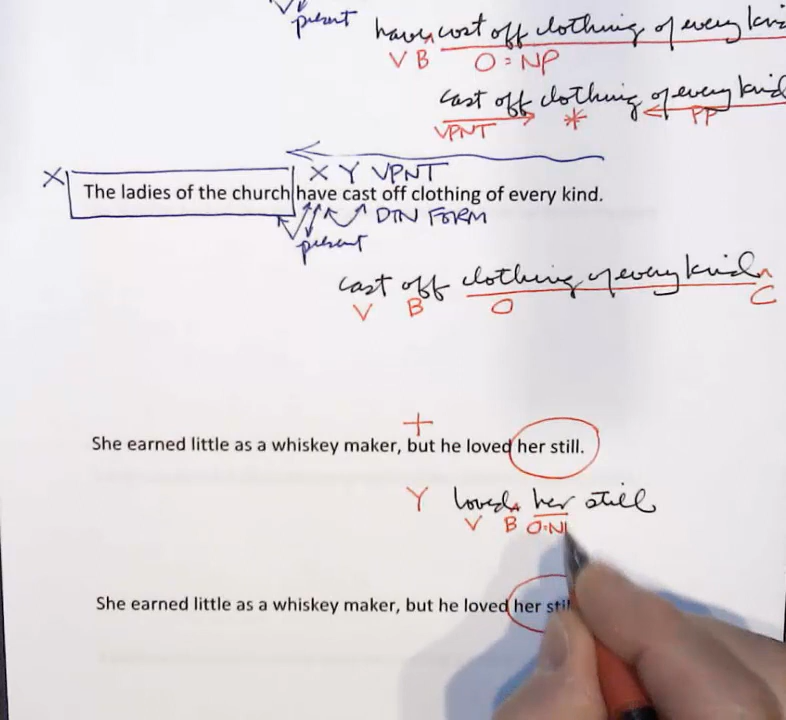 present have cast off clothing of every
V B O = NP
cast off clothing of every kind
VPNT * PP
X X Y VPNT
The ladies of the church have cast off clothing of every kind.
DTN FORM
present
cast off clothing of every kind
V B O C
+
She earned little as a whiskey maker, but he loved her still.
Y loved her still
V B O=N
She earned little as a whiskey maker, but he loved her